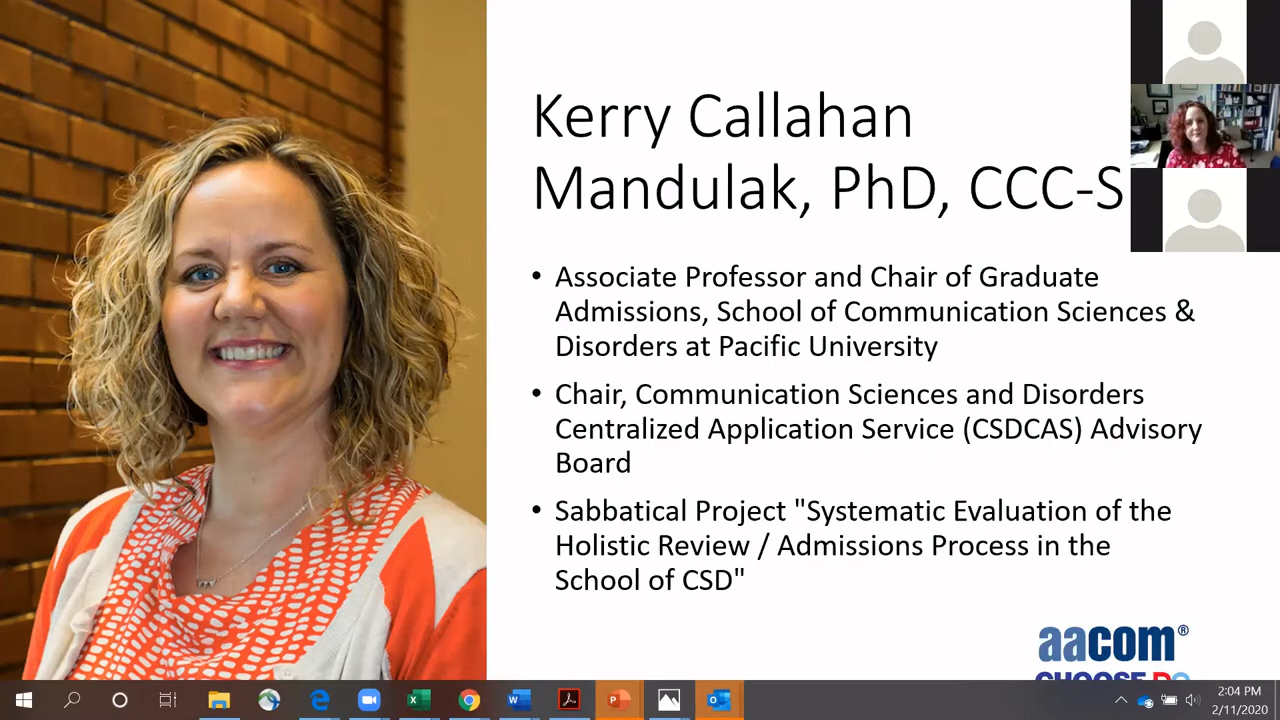 Kerry Callahan
Mandulak, PhD, CCC-S
Associate Professor and Chair of Graduate
Admissions, School of Communication Sciences &
Disorders at Pacific University
Chair, Communication Sciences and Disorders
Centralized Application Service (CSDCAS) Advisory
Board
Sabbatical Project "Systematic Evaluation of the
Holistic Review / Admissions Process in the
School of CSD"
aacom®
CHOOSE DO
2:04 PM
2/11/2020